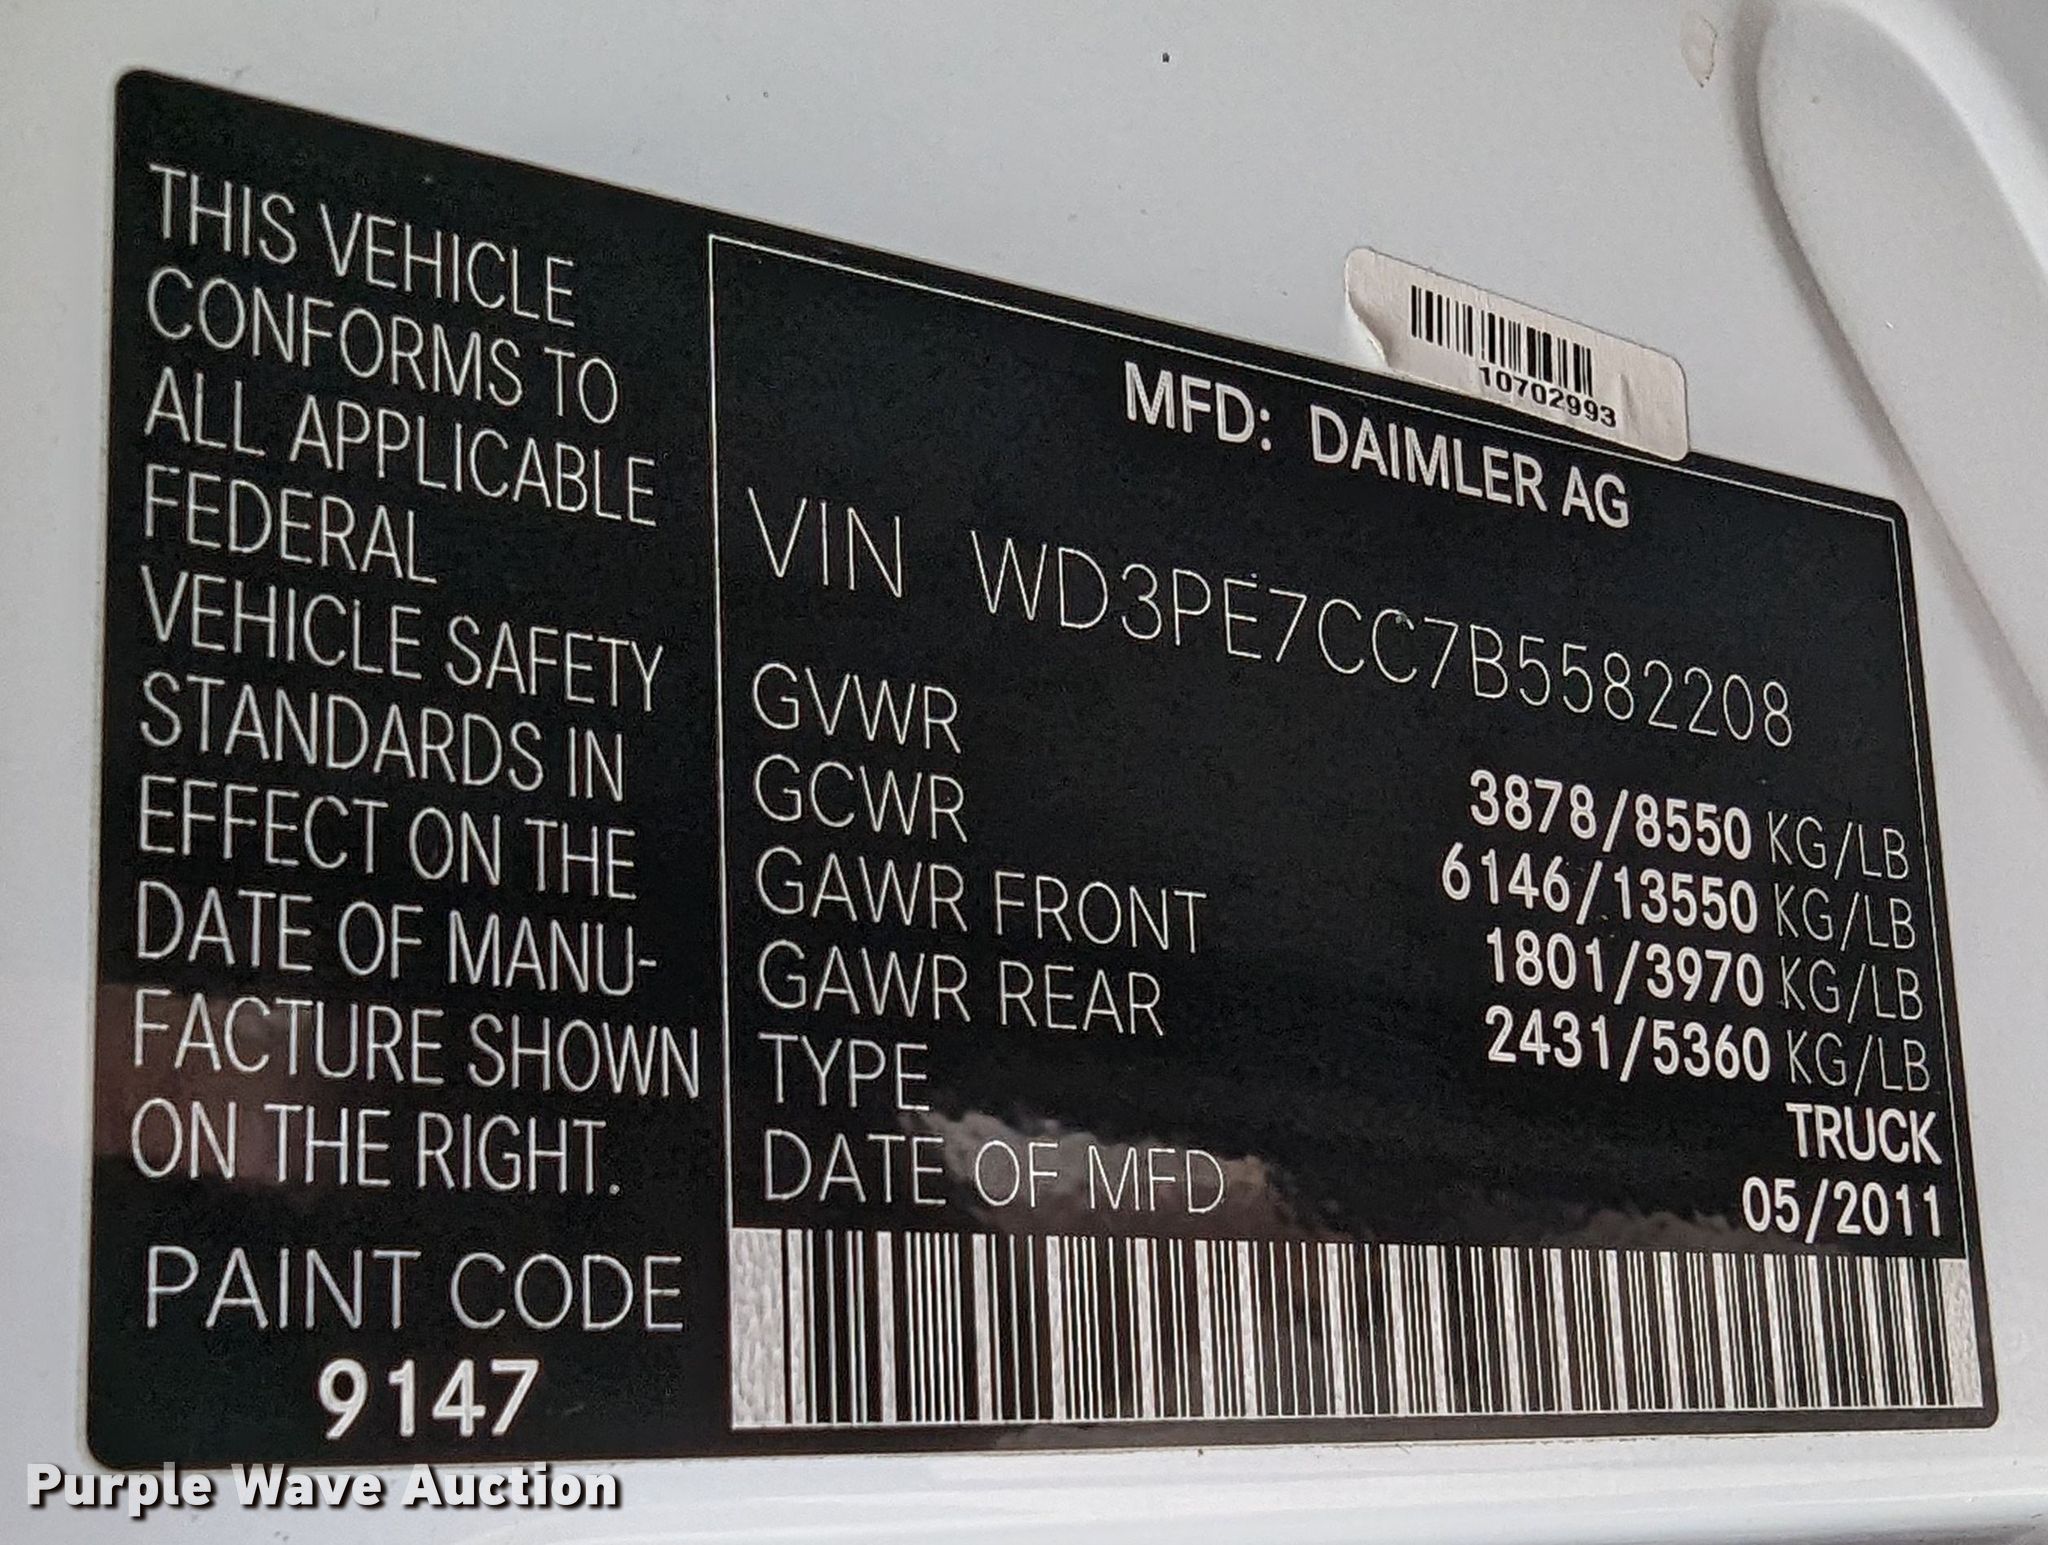 THIS VEHICLE
CONFORMS TO
ALL APPLICABLE
FEDERAL
VEHICLE SAFETY
STANDARDS IN
EFFECT ON THE
DATE OF MANU-
FACTURE SHOWN
ON THE RIGHT.
PAINT CODE
9147
10702993
MFD: DAIMLER AG
VIN WD3PE7CC7B5582208
GVWR 3878/8550 KG/LB
GCWR 6146/13550 KG/LB
GAWR FRONT 1801/3970 KG/LB
GAWR REAR 2431/5360 KG/LB
TYPE TRUCK
DATE OF MFD 05/2011
Purple Wave Auction